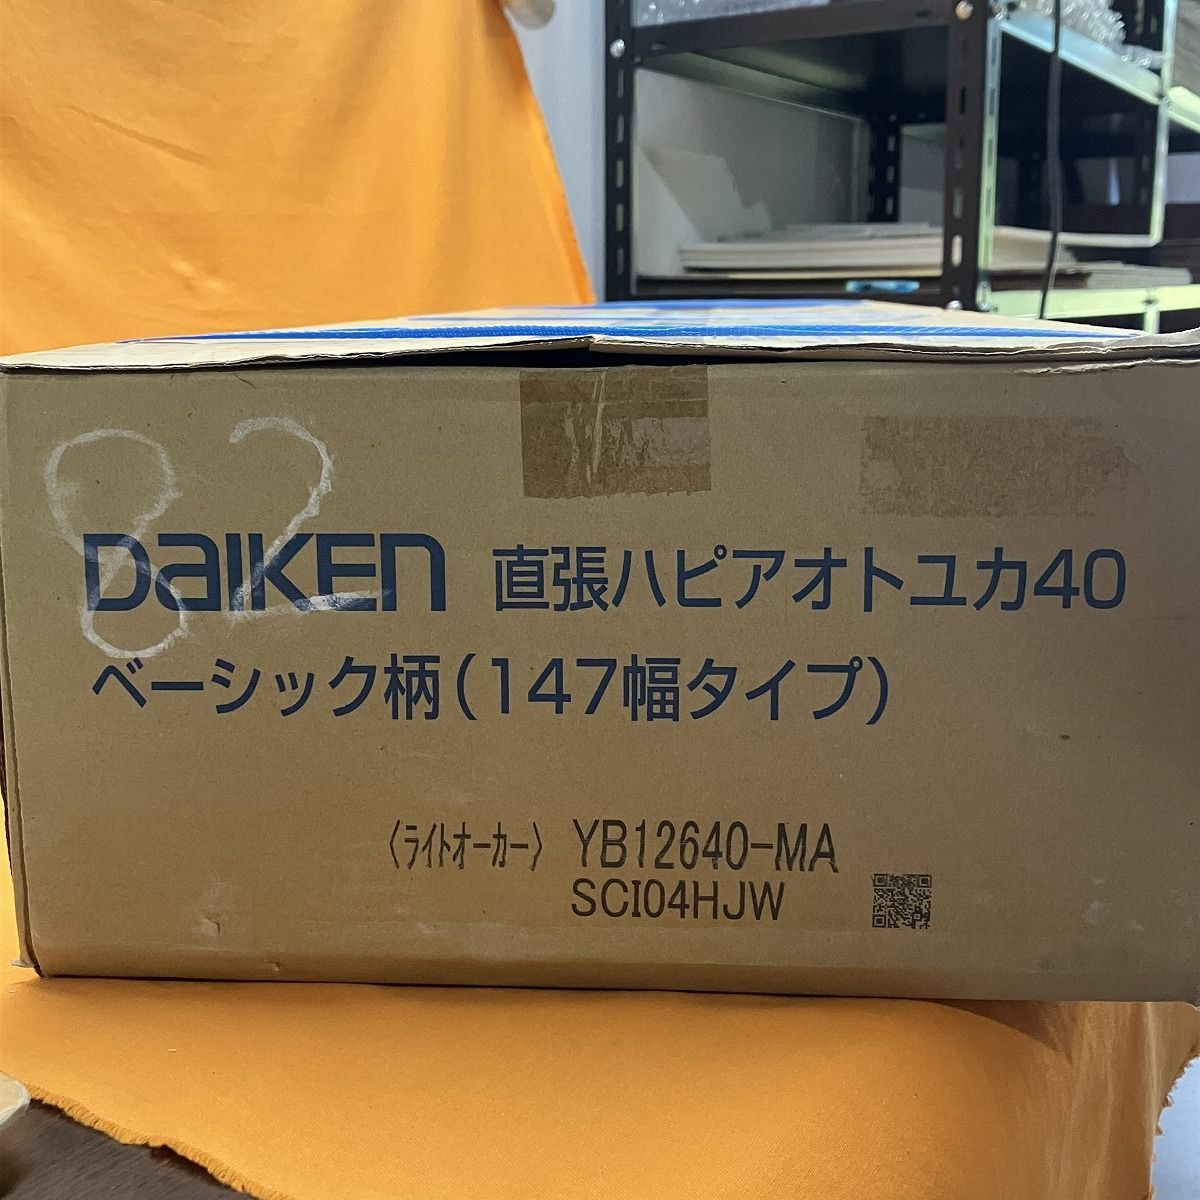 82
DAIKEN 直張ハピアオトユカ40
ベーシック柄(147幅タイプ)
〈ライトオーカー〉 YB12640-MA
SCI04HJW